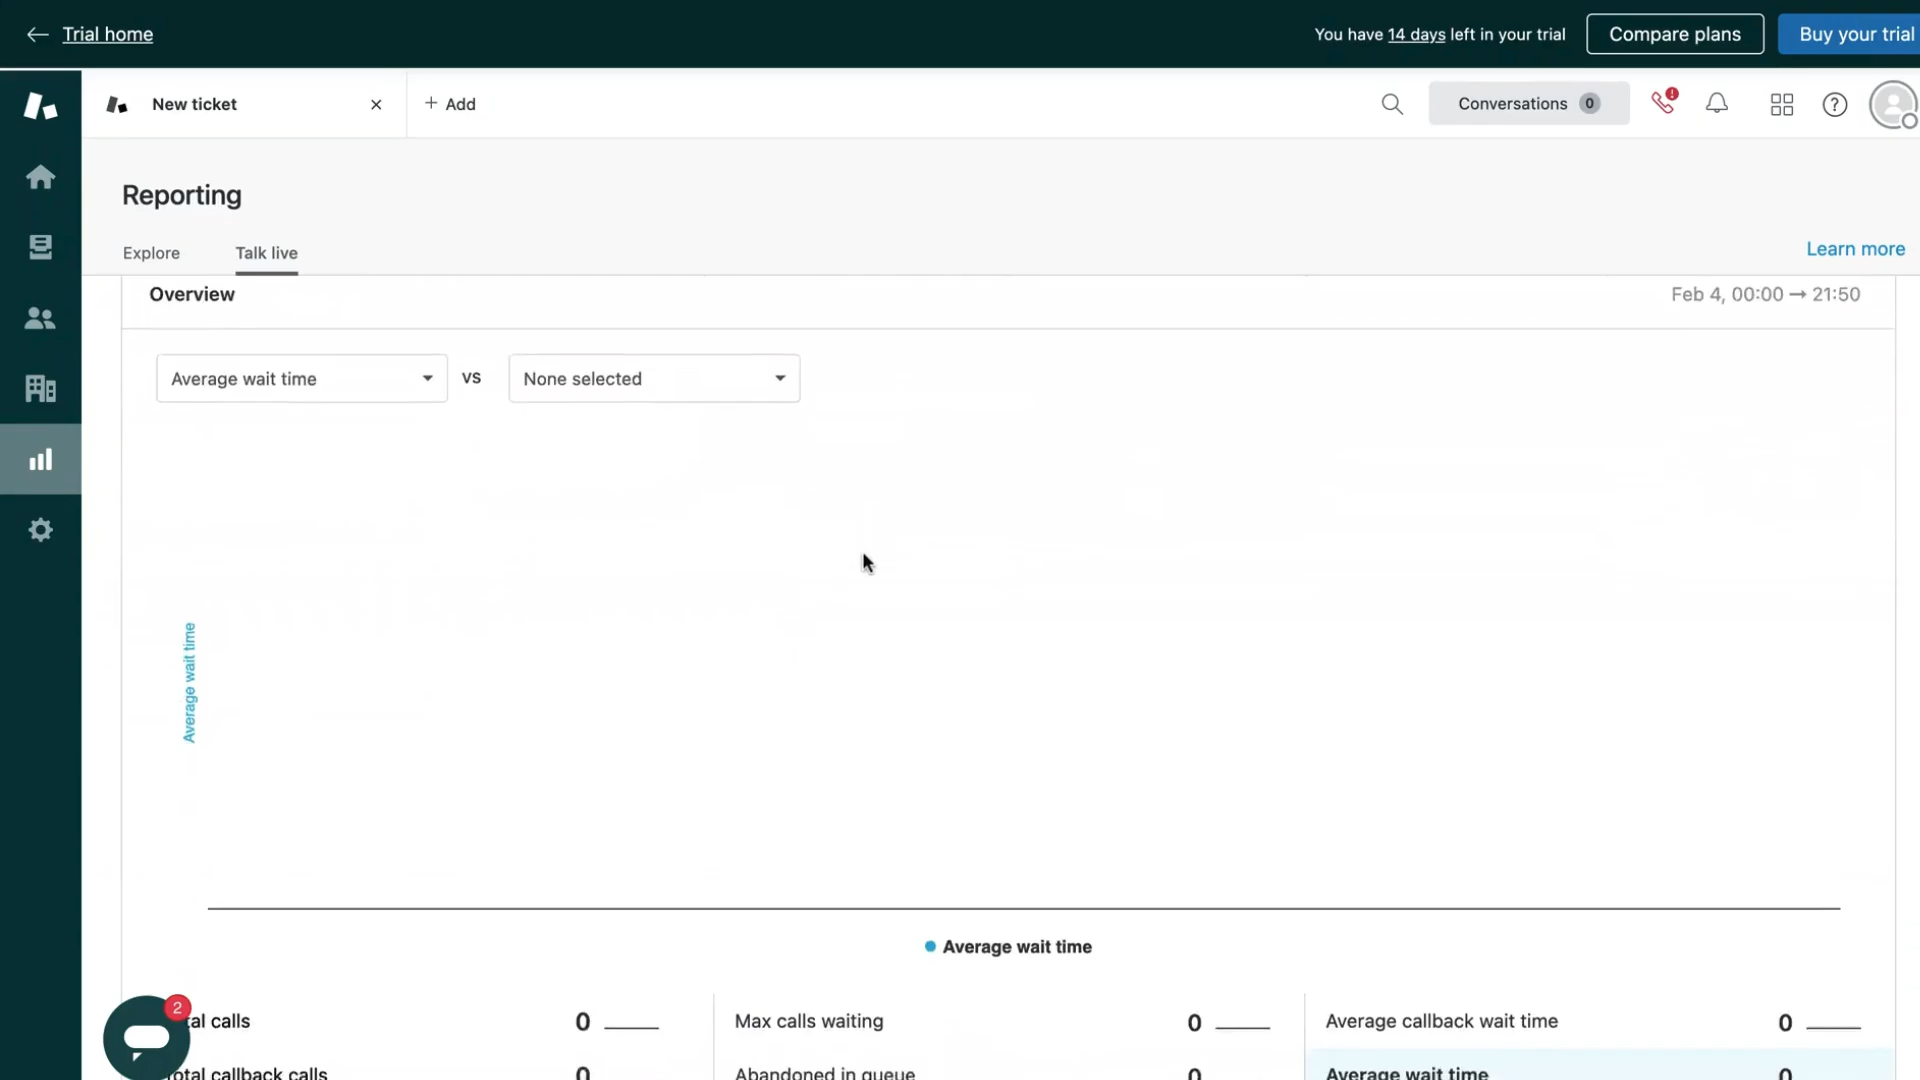 Trial home
You have 14 days left in your trial
Compare plans
Buy your trial
New ticket
+ Add
Conversations 0
Reporting
Explore
Talk live
Learn more
Overview
Feb 4, 00:00 → 21:50
Average wait time
VS
None selected
Average wait time
Average wait time
2
tal calls 0
Max calls waiting 0
Average callback wait time 0
otal callback calls 0
Abandoned in queue 0
Average wait time 0